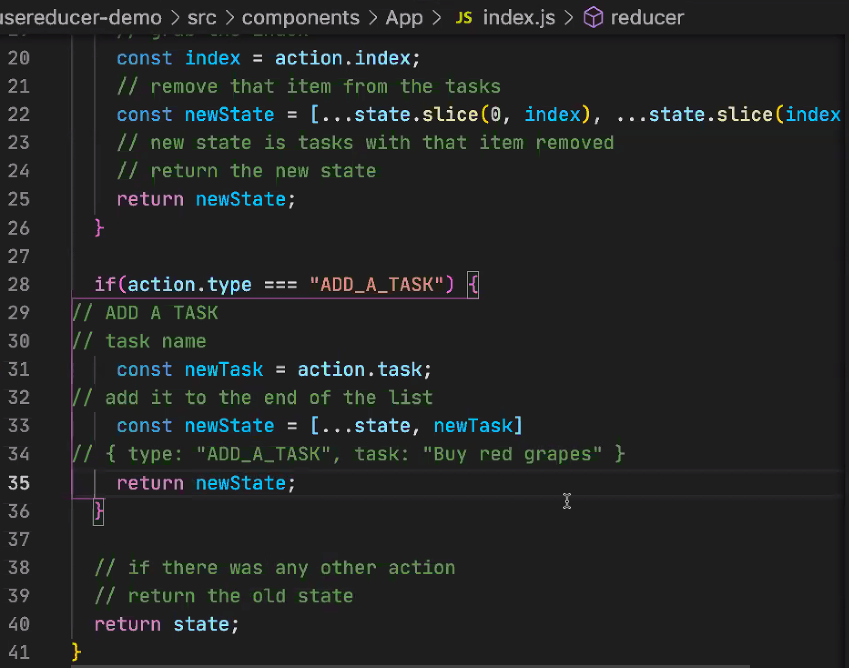 usereducer-demo > src > components > App > JS index.js > reducer
20 const index = action.index;
21 // remove that item from the tasks
22 const newState = [...state.slice(0, index), ...state.slice(index
23 // new state is tasks with that item removed
24 // return the new state
25 return newState;
26 }
27
28 if(action.type === "ADD_A_TASK") {
29 // ADD A TASK
30 // task name
31 const newTask = action.task;
32 // add it to the end of the list
33 const newState = [...state, newTask]
34 // { type: "ADD_A_TASK", task: "Buy red grapes" }
35 return newState;
36 }
37
38 // if there was any other action
39 // return the old state
40 return state;
41 }